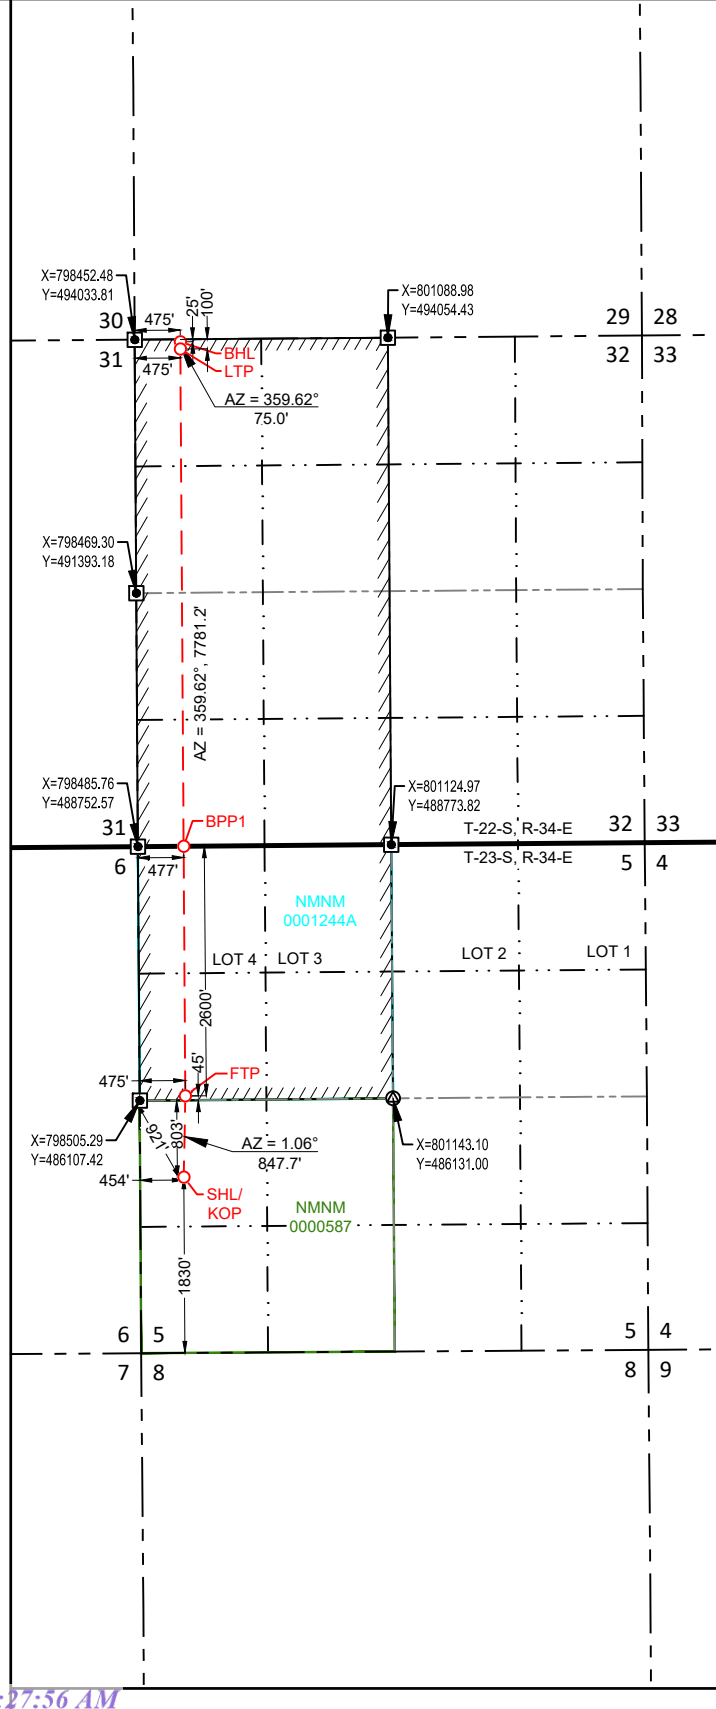 X=798452.48
Y=494033.81
X=801088.98
Y=494054.43
30
475'
25'
100'
29 28
31
475'
BHL
LTP
32 33
AZ = 359.62°
75.0'
X=798469.30
Y=491393.18
AZ = 359.62°, 7781.2'
X=798485.76
Y=488752.57
X=801124.97
Y=488773.82
31
BPP1
T-22-S, R-34-E
32 33
6
477'
T-23-S, R-34-E
5 4
NMNM
0001244A
LOT 4 LOT 3
LOT 2
LOT 1
2600'
45'
475'
FTP
X=798505.29
Y=486107.42
921'
803'
AZ = 1.06°
847.7'
X=801143.10
Y=486131.00
454'
SHL/
KOP
NMNM
0000587
1830'
6 5
5 4
7 8
8 9
:27:56 AM